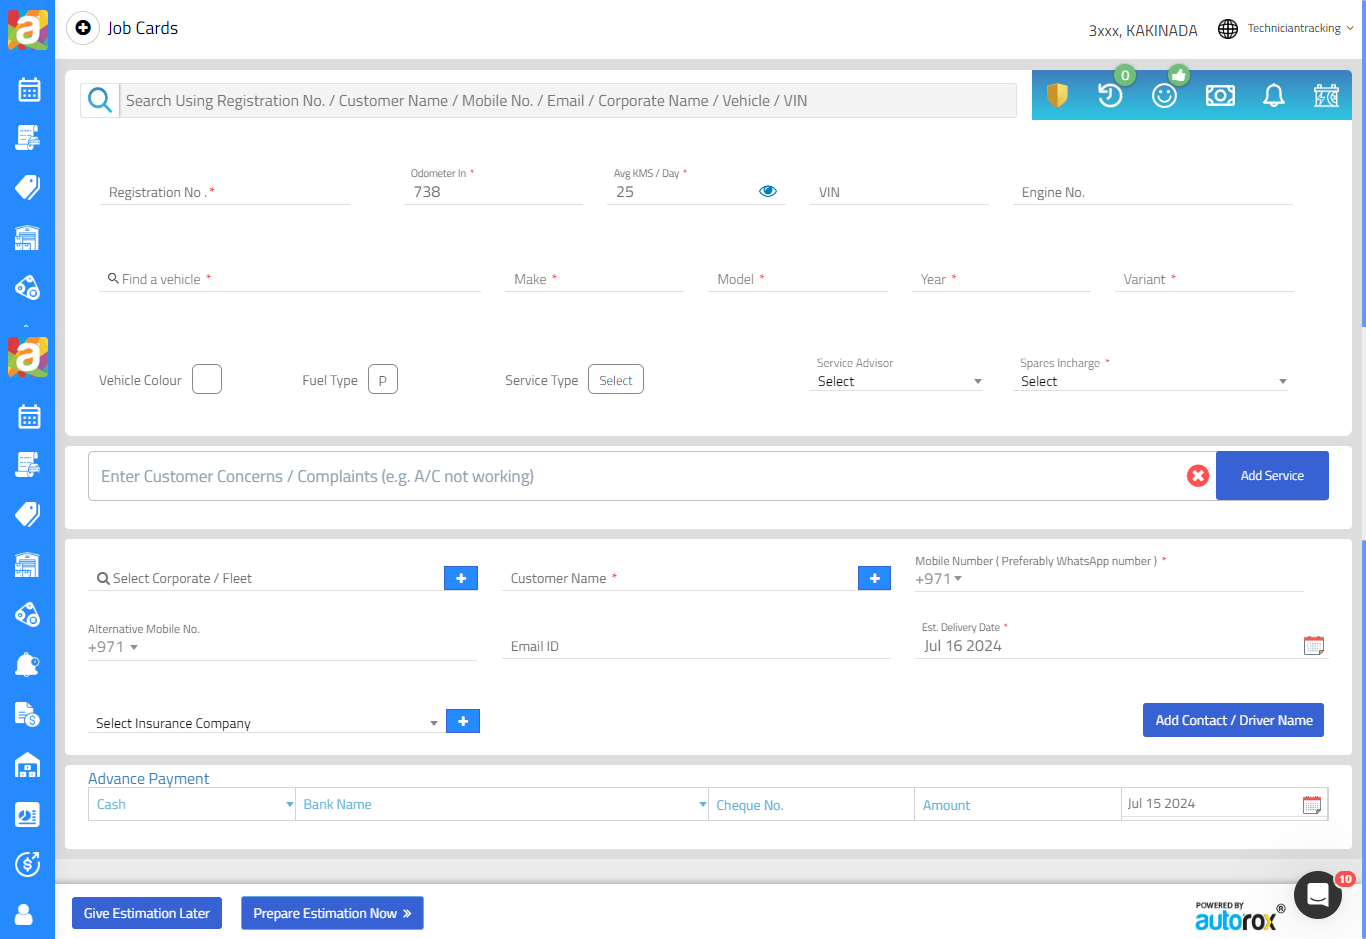 Job Cards
3xxx, KAKINADA
Techniciantracking
Search Using Registration No. / Customer Name / Mobile No. / Email / Corporate Name / Vehicle / VIN
0
Registration No . *
Odometer In *
738
Avg KMS / Day *
25
VIN
Engine No.
Find a vehicle *
Make *
Model *
Year *
Variant *
Vehicle Colour
Fuel Type
P
Service Type
Select
Service Advisor
Select
Spares Incharge *
Select
Enter Customer Concerns / Complaints (e.g. A/C not working)
Add Service
Select Corporate / Fleet
Customer Name *
Mobile Number ( Preferably WhatsApp number ) *
+971
Alternative Mobile No.
+971
Email ID
Est. Delivery Date *
Jul 16 2024
Select Insurance Company
Add Contact / Driver Name
Advance Payment
Cash
Bank Name
Cheque No.
Amount
Jul 15 2024
Give Estimation Later
Prepare Estimation Now »
POWERED BY
autorox®
10